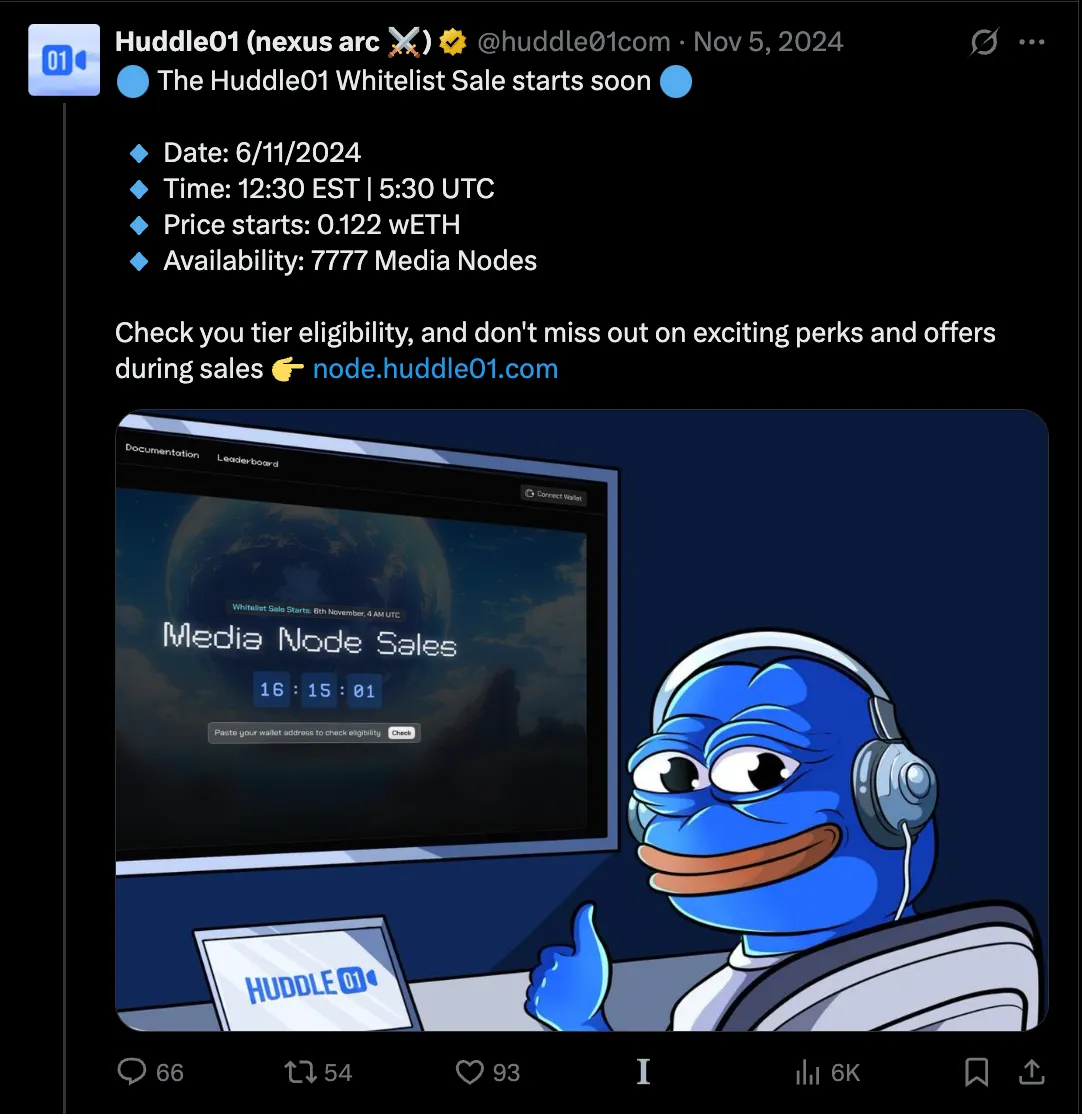 01
Huddle01 (nexus arc ⚔️) @huddle01com · Nov 5, 2024
🔵 The Huddle01 Whitelist Sale starts soon 🔵
🔹 Date: 6/11/2024
🔹 Time: 12:30 EST | 5:30 UTC
🔹 Price starts: 0.122 wETH
🔹 Availability: 7777 Media Nodes
Check you tier eligibility, and don't miss out on exciting perks and offers
during sales 👉 node.huddle01.com
Documentation Leaderboard
Connect Wallet
Whitelist Sale Starts: 6th November, 4 AM UTC
Media Node Sales
16 : 15 : 01
Paste your wallet address to check eligibility Check
HUDDLE 01
66 54 93 6K